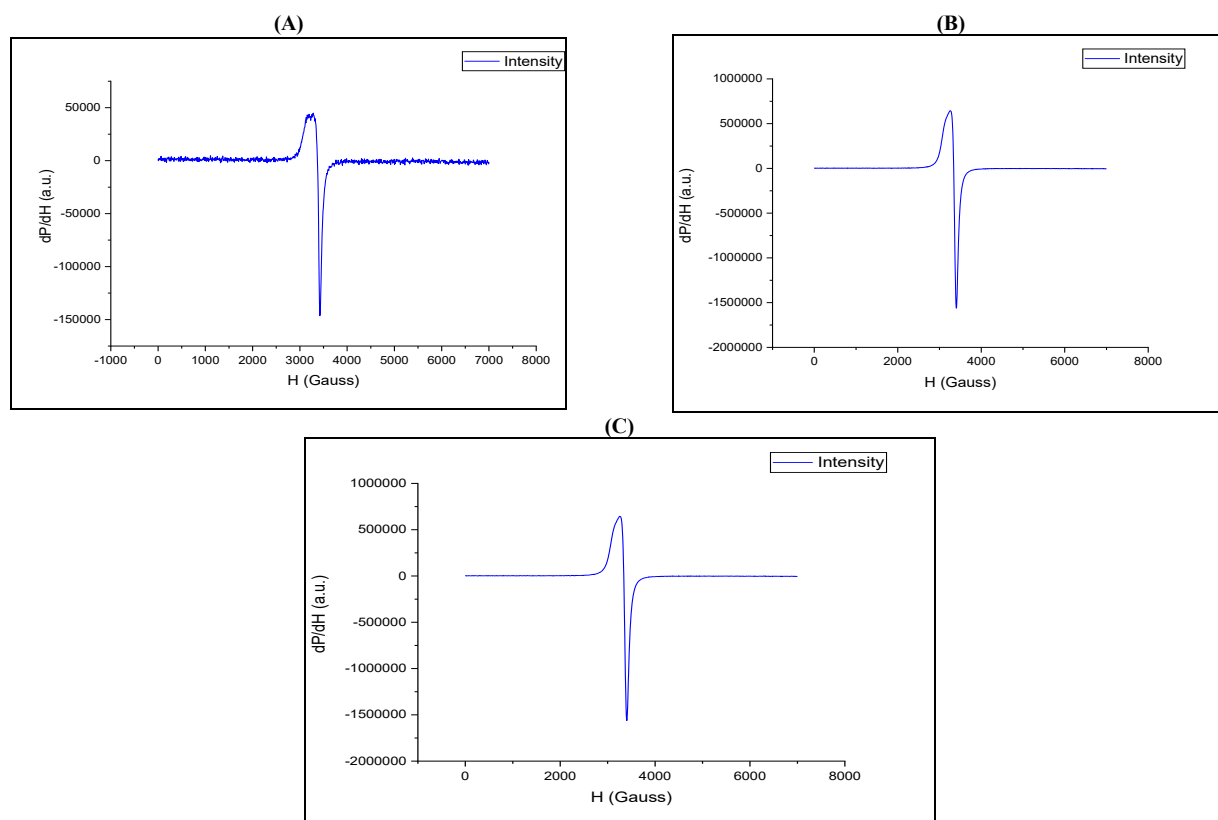 (A)
Intensity
50000
0
-50000
-100000
-150000
dP/dH (a.u.)
-1000 0 1000 2000 3000 4000 5000 6000 7000 8000
H (Gauss)
(B)
Intensity
1000000
500000
0
-500000
-1000000
-1500000
-2000000
dP/dH (a.u.)
0 2000 4000 6000 8000
H (Gauss)
(C)
Intensity
1000000
500000
0
-500000
-1000000
-1500000
-2000000
dP/dH (a.u.)
0 2000 4000 6000 8000
H (Gauss)